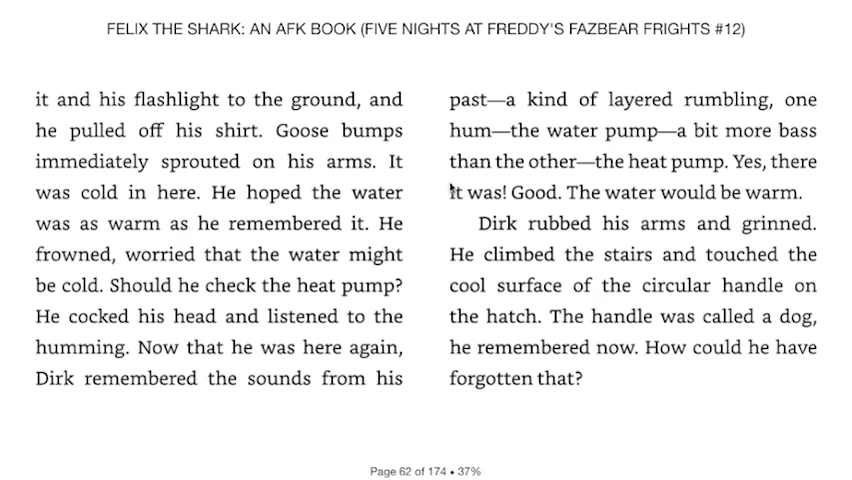 FELIX THE SHARK: AN AFK BOOK (FIVE NIGHTS AT FREDDY'S FAZBEAR FRIGHTS #12)
it and his flashlight to the ground, and
he pulled off his shirt. Goose bumps
immediately sprouted on his arms. It
was cold in here. He hoped the water
was as warm as he remembered it. He
frowned, worried that the water might
be cold. Should he check the heat pump?
He cocked his head and listened to the
humming. Now that he was here again,
Dirk remembered the sounds from his
past—a kind of layered rumbling, one
hum—the water pump—a bit more bass
than the other—the heat pump. Yes, there
it was! Good. The water would be warm.
Dirk rubbed his arms and grinned.
He climbed the stairs and touched the
cool surface of the circular handle on
the hatch. The handle was called a dog,
he remembered now. How could he have
forgotten that?
Page 62 of 174 • 37%